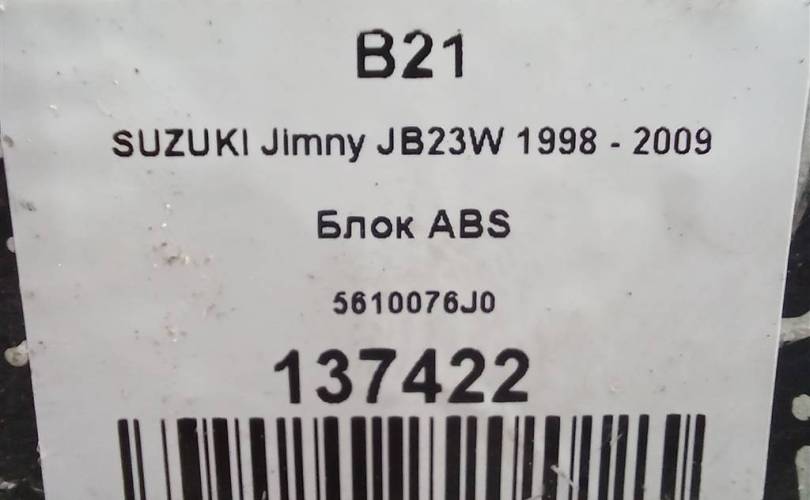 B21
SUZUKI Jimny JB23W 1998 - 2009
Блок ABS
5610076J0
137422